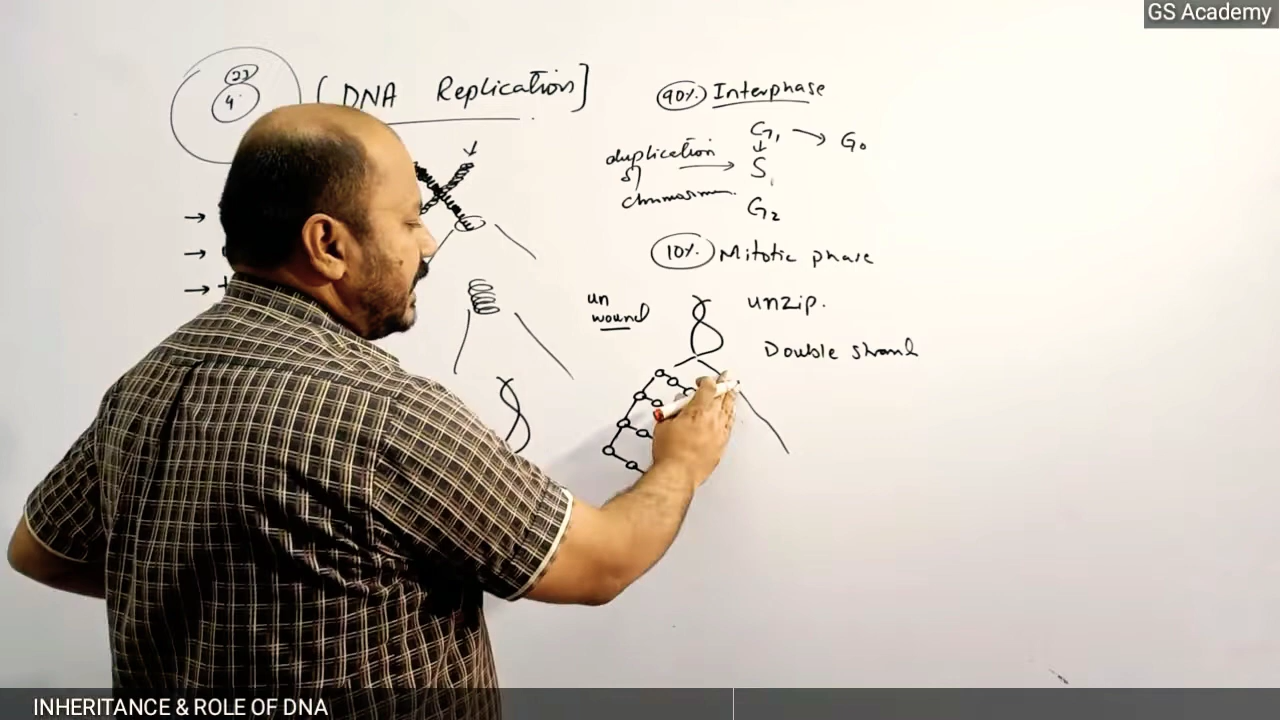 GS Academy
[DNA Replication]
90%. Interphase
G1 → G0
duplication
of
S
G2
10%. Mitotic phase
un
wound
unzip.
Double strand
INHERITANCE & ROLE OF DNA